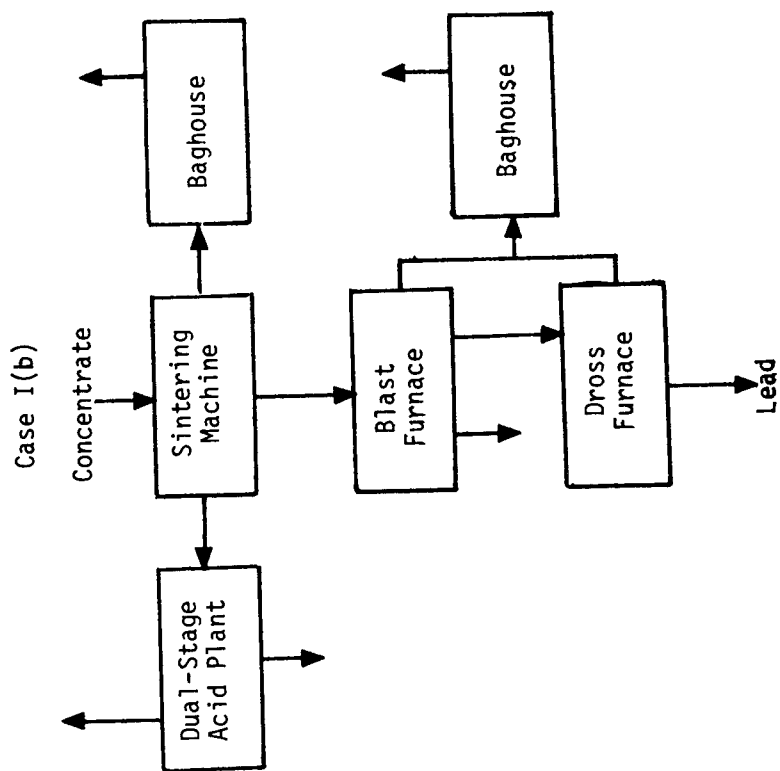 Case I(b)
Concentrate
Sintering
Machine
Baghouse
Dual-Stage
Acid Plant
Blast
Furnace
Baghouse
Dross
Furnace
Lead